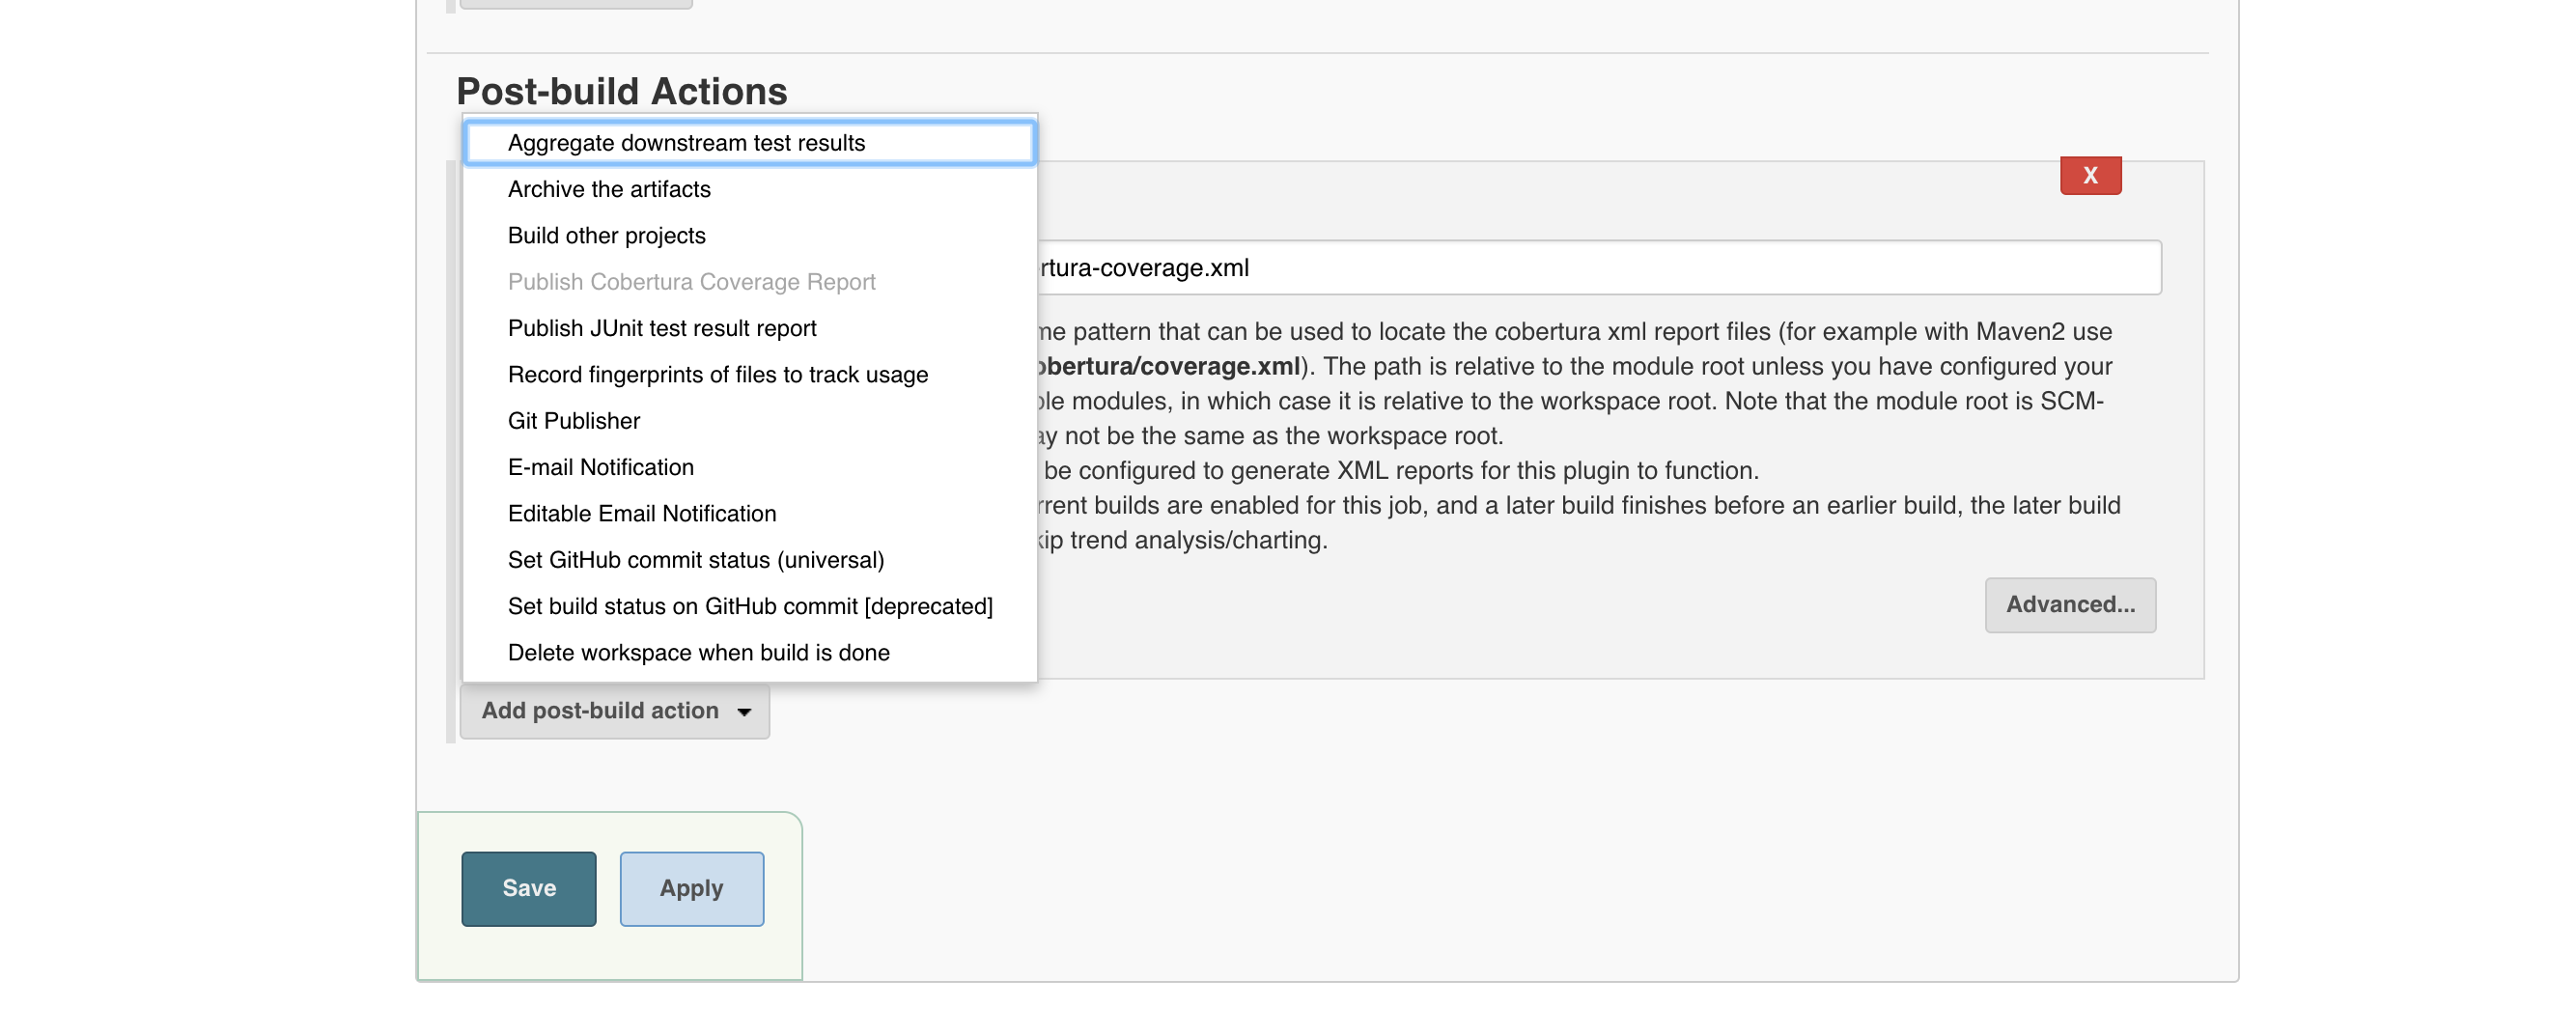 Post-build Actions
Aggregate downstream test results
Archive the artifacts
Build other projects
Publish Cobertura Coverage Report
Publish JUnit test result report
Record fingerprints of files to track usage
Git Publisher
E-mail Notification
Editable Email Notification
Set GitHub commit status (universal)
Set build status on GitHub commit [deprecated]
Delete workspace when build is done
X
rtura-coverage.xml
me pattern that can be used to locate the cobertura xml report files (for example with Maven2 use
obertura/coverage.xml). The path is relative to the module root unless you have configured your
ple modules, in which case it is relative to the workspace root. Note that the module root is SCM-
ay not be the same as the workspace root.
be configured to generate XML reports for this plugin to function.
rrent builds are enabled for this job, and a later build finishes before an earlier build, the later build
kip trend analysis/charting.
Advanced...
Add post-build action
Save
Apply